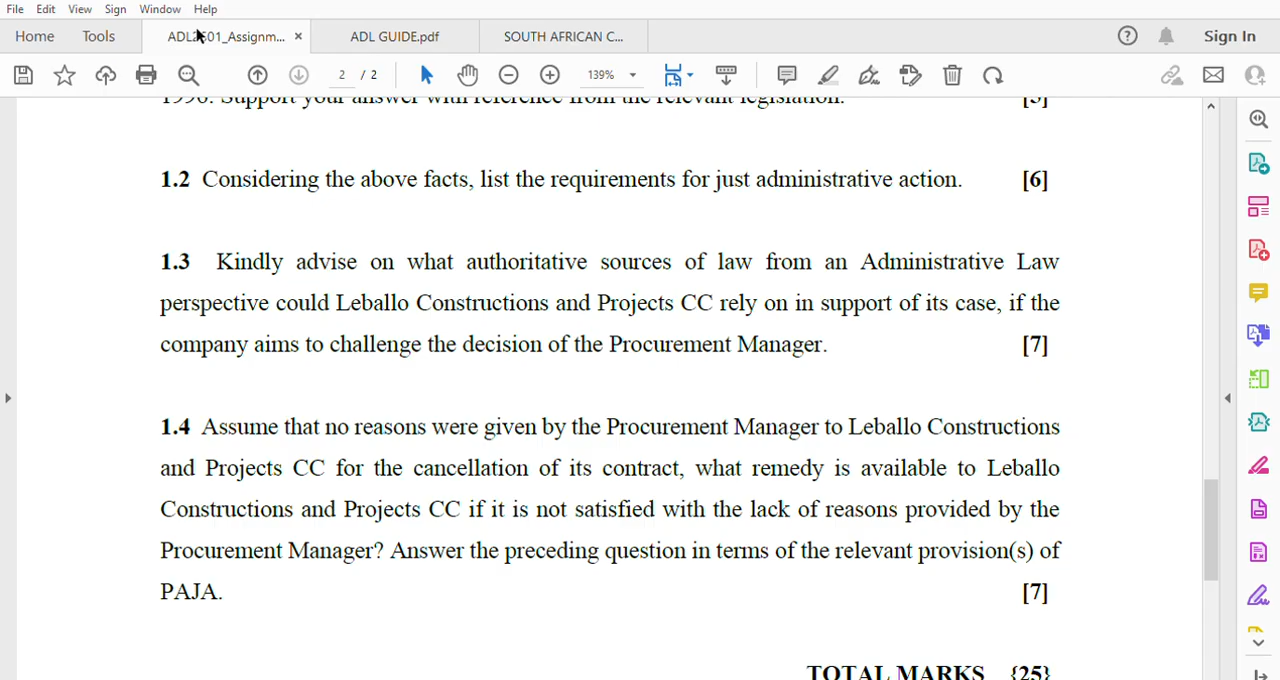 File Edit View Sign Window Help
Home Tools ADL2501_Assignm... × ADL GUIDE.pdf SOUTH AFRICAN C... Sign In
2 / 2 139%
1996. Support your answer with reference from the relevant legislation. [5]
1.2 Considering the above facts, list the requirements for just administrative action. [6]
1.3 Kindly advise on what authoritative sources of law from an Administrative Law
perspective could Leballo Constructions and Projects CC rely on in support of its case, if the
company aims to challenge the decision of the Procurement Manager. [7]
1.4 Assume that no reasons were given by the Procurement Manager to Leballo Constructions
and Projects CC for the cancellation of its contract, what remedy is available to Leballo
Constructions and Projects CC if it is not satisfied with the lack of reasons provided by the
Procurement Manager? Answer the preceding question in terms of the relevant provision(s) of
PAJA. [7]
TOTAL MARKS {25}